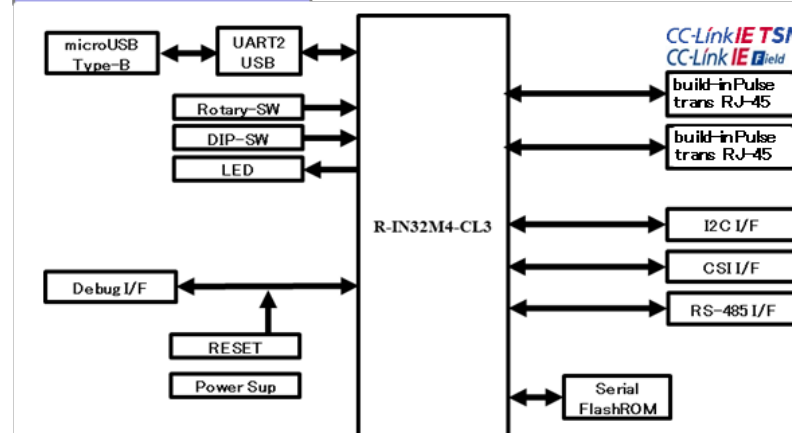 microUSB
Type-B
UART2
USB
Rotary-SW
DIP-SW
LED
Debug I/F
RESET
Power Sup
R-IN32M4-CL3
CC-Link IE TSN
CC-Link IE Field
build-in Pulse
trans RJ-45
build-in Pulse
trans RJ-45
I2C I/F
CSI I/F
RS-485 I/F
Serial
FlashROM